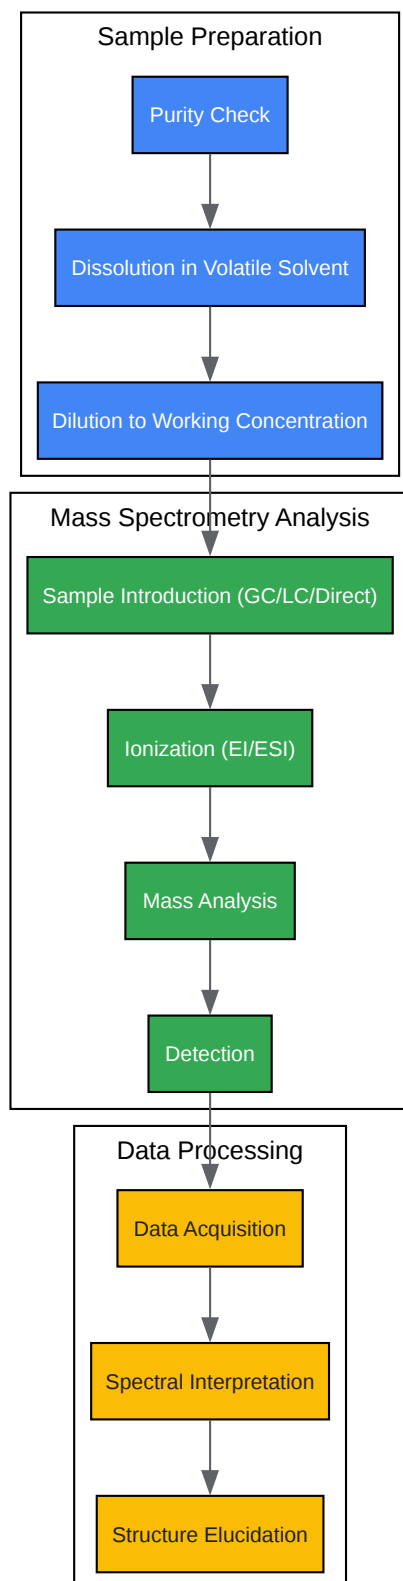 Sample Preparation
Purity Check
Dissolution in Volatile Solvent
Dilution to Working Concentration
Mass Spectrometry Analysis
Sample Introduction (GC/LC/Direct)
Ionization (EI/ESI)
Mass Analysis
Detection
Data Processing
Data Acquisition
Spectral Interpretation
Structure Elucidation